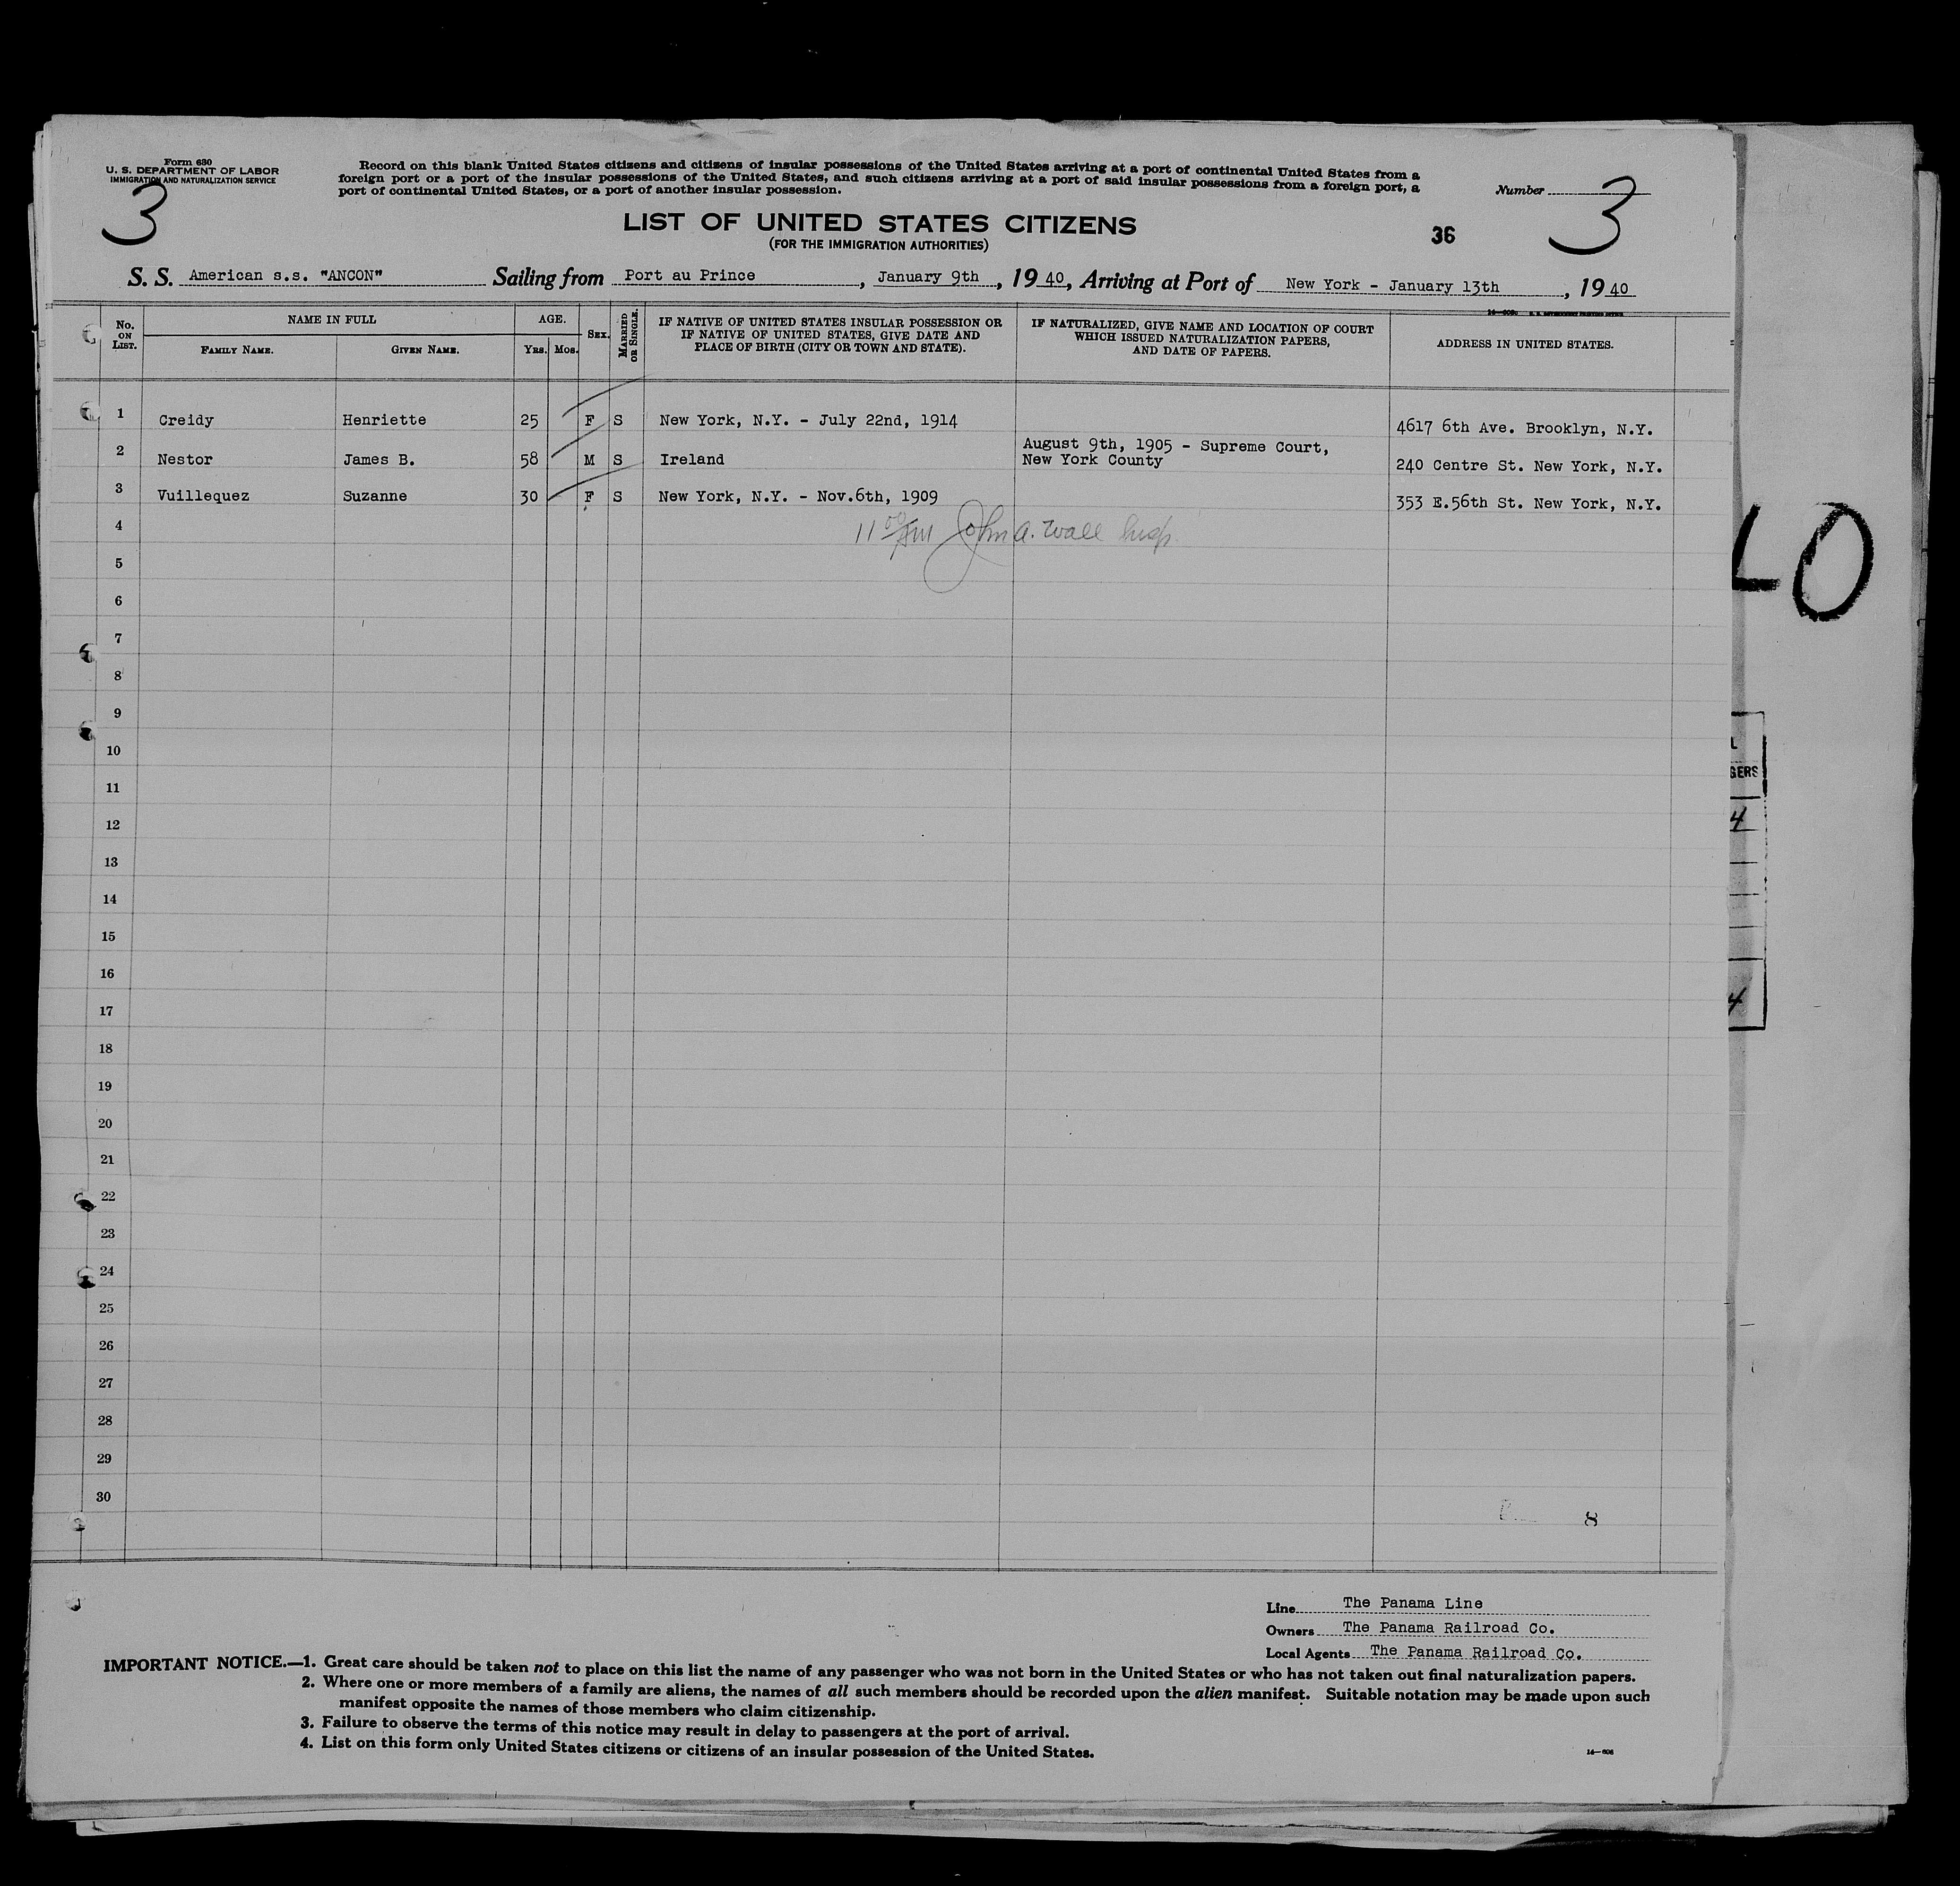 Form 630
U. S. DEPARTMENT OF LABOR
IMMIGRATION AND NATURALIZATION SERVICE
3
Record on this blank United States citizens and citizens of insular possessions of the United States arriving at a port of continental United States from a
foreign port or a port of the insular possessions of the United States, and such citizens arriving at a port of said insular possessions from a foreign port, a
port of continental United States, or a port of another insular possession.
Number 3
LIST OF UNITED STATES CITIZENS
(FOR THE IMMIGRATION AUTHORITIES)
36
S. S. American s.s. "ANCON" Sailing from Port au Prince, January 9th, 1940, Arriving at Port of New York - January 13th, 1940
No. ON LIST. NAME IN FULL AGE. SEX. MARRIED OR SINGLE. IF NATIVE OF UNITED STATES INSULAR POSSESSION OR IF NATIVE OF UNITED STATES, GIVE DATE AND PLACE OF BIRTH (CITY OR TOWN AND STATE). IF NATURALIZED, GIVE NAME AND LOCATION OF COURT WHICH ISSUED NATURALIZATION PAPERS, AND DATE OF PAPERS. ADDRESS IN UNITED STATES.
FAMILY NAME. GIVEN NAME. YRS. MOS.
1 Creidy Henriette 25 F S New York, N.Y. - July 22nd, 1914 4617 6th Ave. Brooklyn, N.Y.
2 Nestor James B. 58 M S Ireland August 9th, 1905 - Supreme Court, New York County 240 Centre St. New York, N.Y.
3 Vuillequez Suzanne 30 F S New York, N.Y. - Nov.6th, 1909 353 E.56th St. New York, N.Y.
4 John A. Wall Insp.
5
6
7
8
9
10
11
12
13
14
15
16
17
18
19
20
21
22
23
24
25
26
27
28
29
30
8
Line The Panama Line
Owners The Panama Railroad Co.
Local Agents The Panama Railroad Co.
IMPORTANT NOTICE.—1. Great care should be taken not to place on this list the name of any passenger who was not born in the United States or who has not taken out final naturalization papers.
2. Where one or more members of a family are aliens, the names of all such members should be recorded upon the alien manifest. Suitable notation may be made upon such
manifest opposite the names of those members who claim citizenship.
3. Failure to observe the terms of this notice may result in delay to passengers at the port of arrival.
4. List on this form only United States citizens or citizens of an insular possession of the United States.